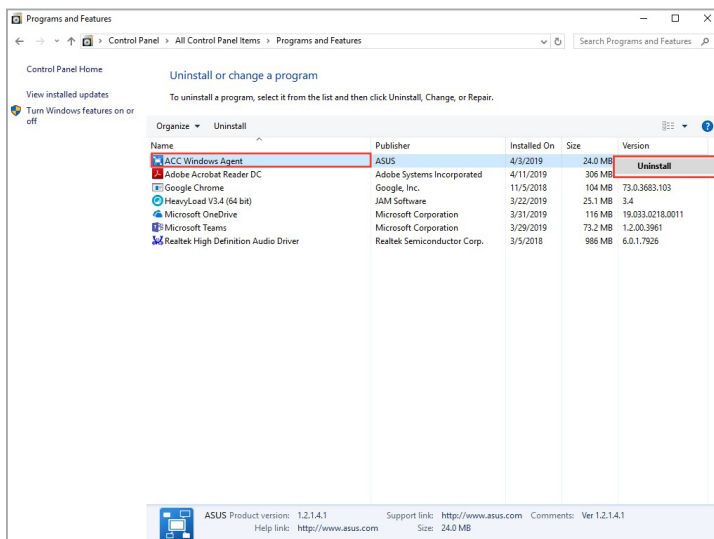 Programs and Features
Control Panel > All Control Panel Items > Programs and Features
Search Programs and Features
Control Panel Home
View installed updates
Turn Windows features on or
off
Uninstall or change a program
To uninstall a program, select it from the list and then click Uninstall, Change, or Repair.
Organize Uninstall
Name Publisher Installed On Size Version
ACC Windows Agent ASUS 4/3/2019 24.0 MB
Uninstall
Adobe Acrobat Reader DC Adobe Systems Incorporated 4/11/2019 306 MB
Google Chrome Google, Inc. 11/5/2018 104 MB 73.0.3683.103
HeavyLoad V3.4 (64 bit) JAM Software 3/22/2019 25.1 MB 3.4
Microsoft OneDrive Microsoft Corporation 3/31/2019 116 MB 19.033.0218.0011
Microsoft Teams Microsoft Corporation 3/29/2019 73.2 MB 1.2.00.3961
Realtek High Definition Audio Driver Realtek Semiconductor Corp. 3/5/2018 986 MB 6.0.1.7926
ASUS Product version: 1.2.1.4.1 Support link: http://www.asus.com Comments: Ver 1.2.1.4.1
Help link: http://www.asus.com Size: 24.0 MB